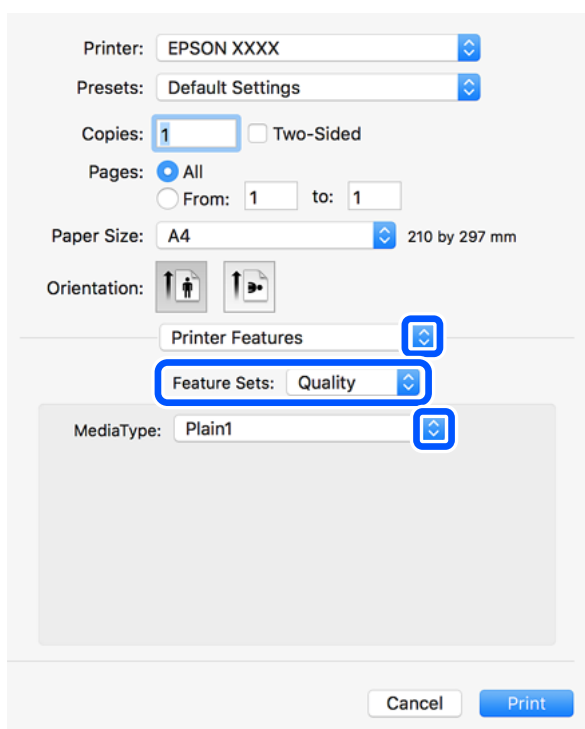 Printer: EPSON XXXX
Presets: Default Settings
Copies: 1 Two-Sided
Pages: All
From: 1 to: 1
Paper Size: A4 210 by 297 mm
Orientation:
Printer Features
Feature Sets: Quality
MediaType: Plain1
Cancel Print